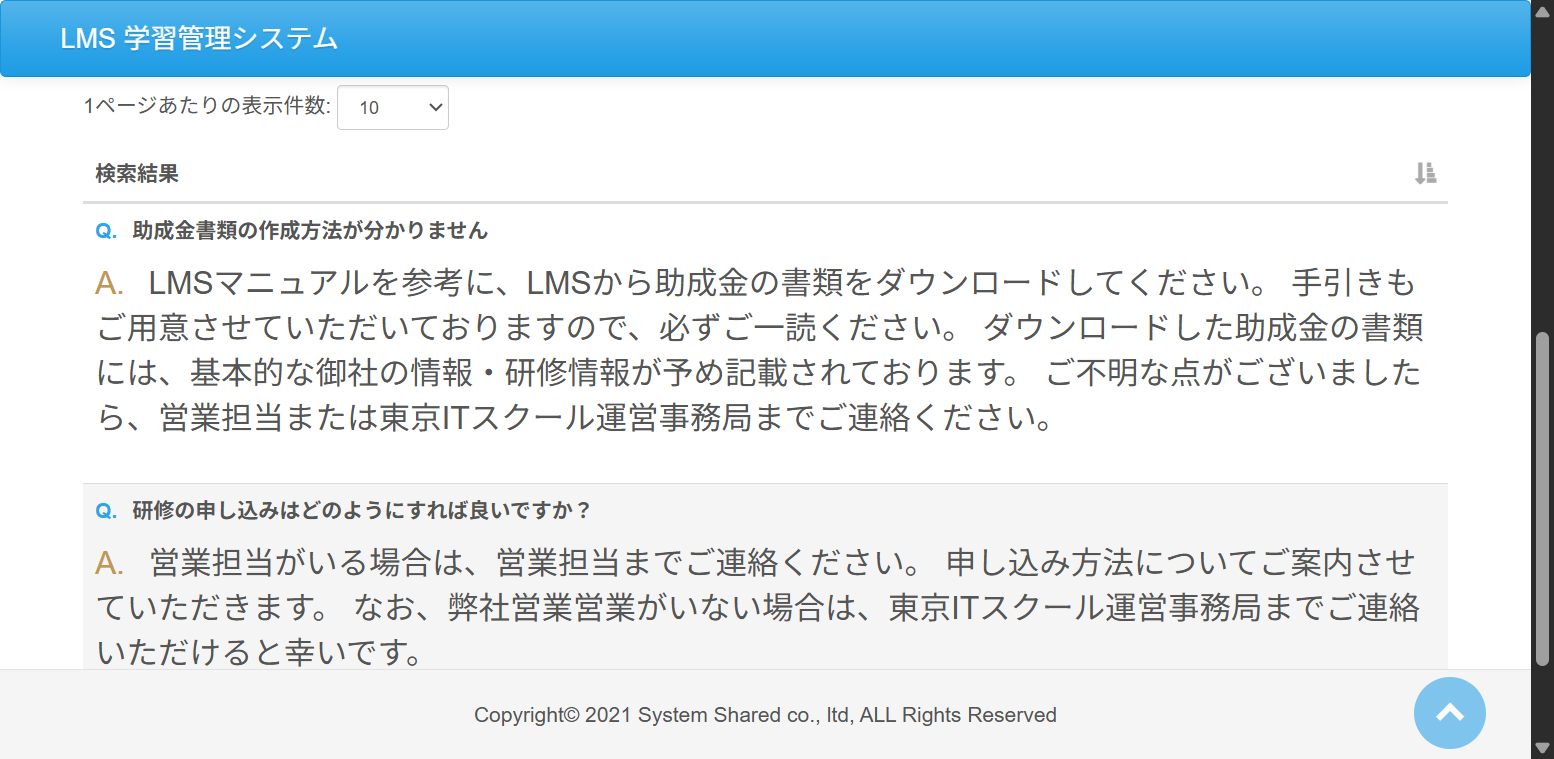 LMS 学習管理システム
1ページあたりの表示件数: 10
検索結果
Q. 助成金書類の作成方法が分かりません
A. LMSマニュアルを参考に、LMSから助成金の書類をダウンロードしてください。 手引きも
ご用意させていただいておりますので、必ずご一読ください。 ダウンロードした助成金の書類
には、基本的な御社の情報・研修情報が予め記載されております。 ご不明な点がございました
ら、営業担当または東京ITスクール運営事務局までご連絡ください。
Q. 研修の申し込みはどのようにすれば良いですか？
A. 営業担当がいる場合は、営業担当までご連絡ください。 申し込み方法についてご案内させ
ていただきます。 なお、弊社営業営業がいない場合は、東京ITスクール運営事務局までご連絡
いただけると幸いです。
Copyright© 2021 System Shared co., ltd, ALL Rights Reserved